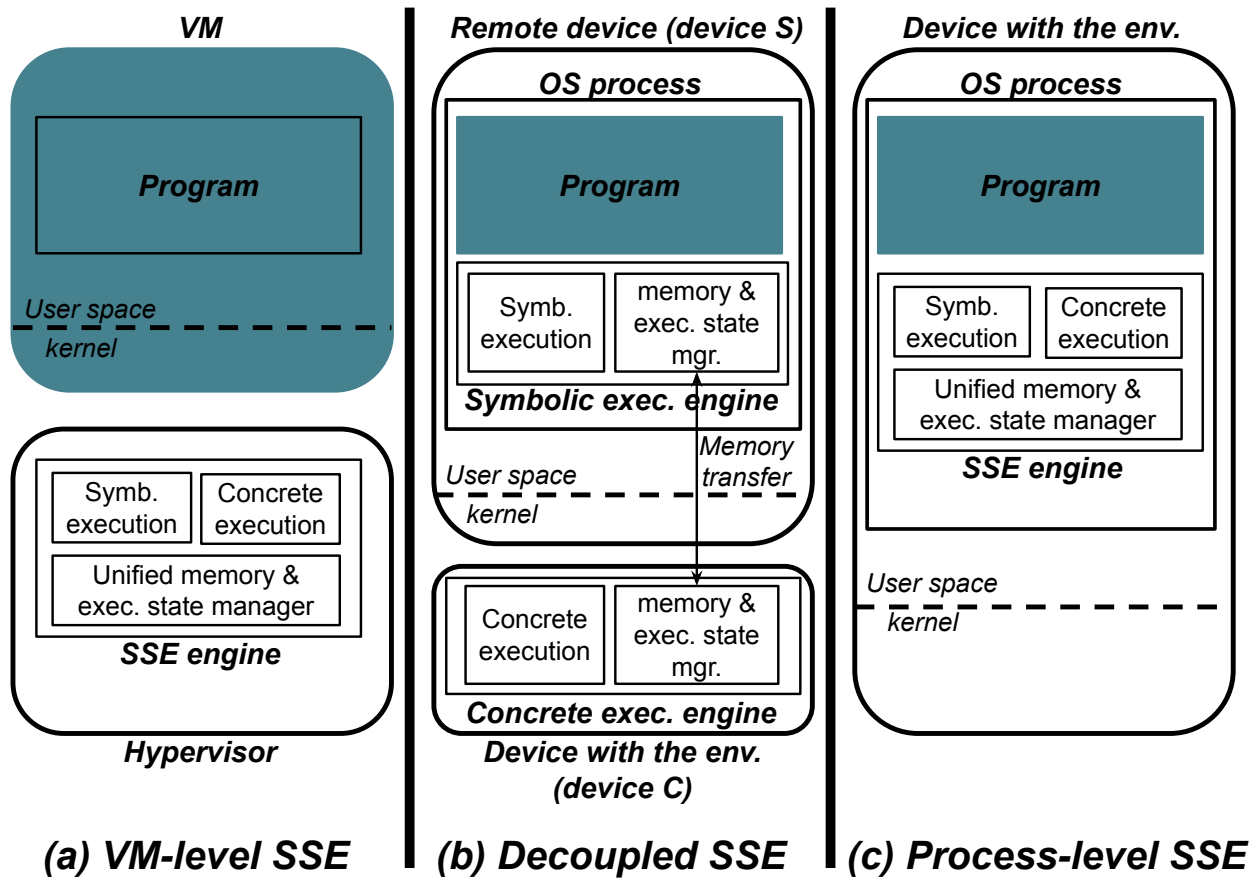 VM
Program
User space
kernel
Symb.
execution
Concrete
execution
Unified memory &
exec. state manager
SSE engine
Hypervisor
(a) VM-level SSE
Remote device (device S)
OS process
Program
Symb.
execution
memory &
exec. state
mgr.
Symbolic exec. engine
Memory
transfer
User space
kernel
Concrete
execution
memory &
exec. state
mgr.
Concrete exec. engine
Device with the env.
(device C)
(b) Decoupled SSE
Device with the env.
OS process
Program
Symb.
execution
Concrete
execution
Unified memory &
exec. state manager
SSE engine
User space
kernel
(c) Process-level SSE